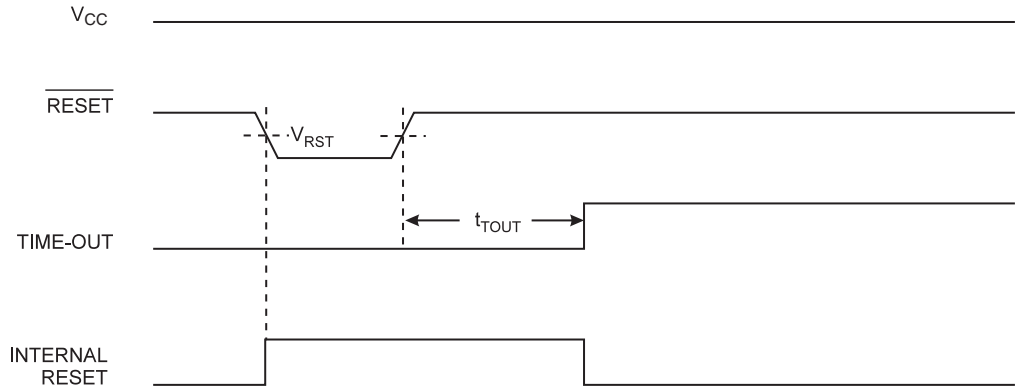 VCC
RESET
VRST
tTOUT
TIME-OUT
INTERNAL
RESET